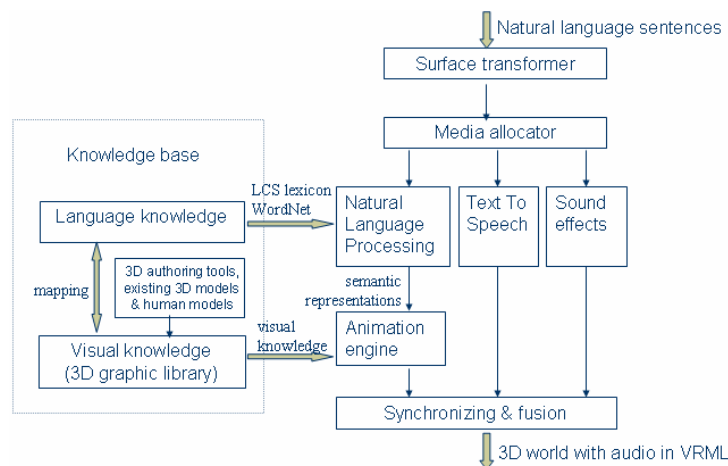 Natural language sentences
Surface transformer
Media allocator
Knowledge base
LCS lexicon
WordNet
Language knowledge
Natural
Language
Processing
Text To
Speech
Sound
effects
mapping
3D authoring tools,
existing 3D models
& human models
semantic
representations
visual
knowledge
Animation
engine
Visual knowledge
(3D graphic library)
Synchronizing & fusion
3D world with audio in VRML